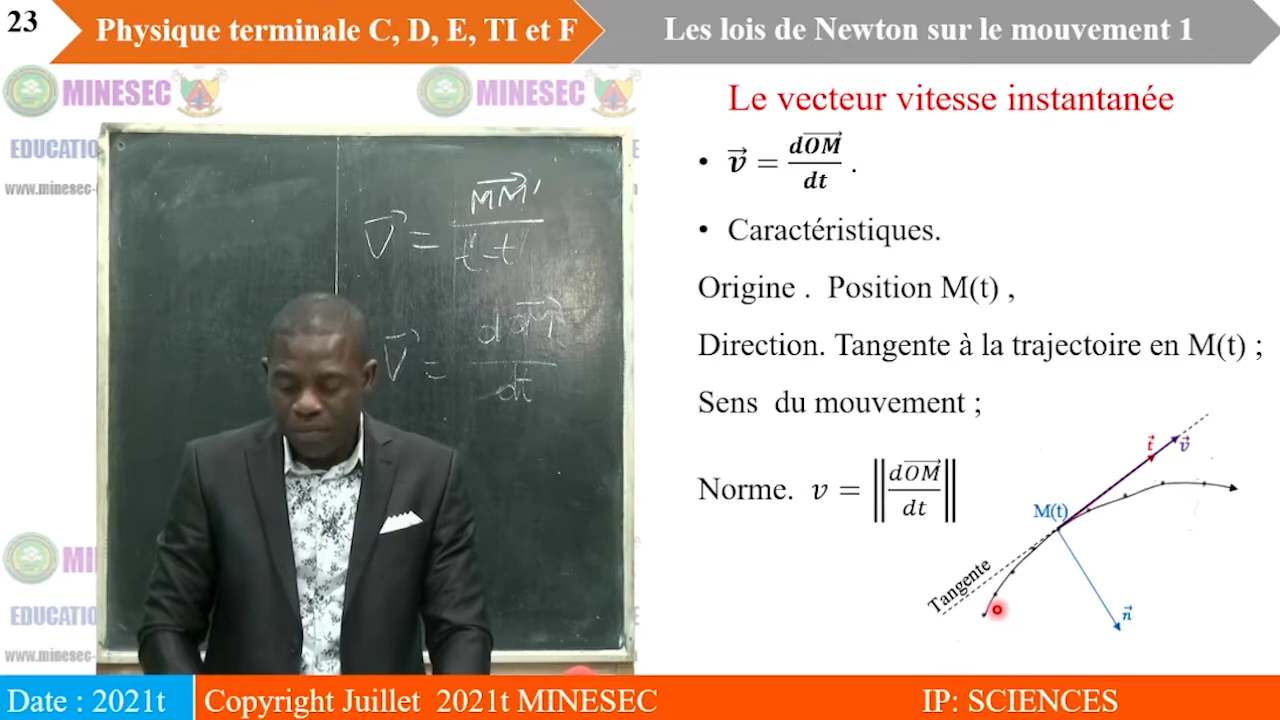 23
Physique terminale C, D, E, TI et F
Les lois de Newton sur le mouvement 1
MINESEC
MINESEC
EDUCATIO
www.minesec-
V⃗ = MM'⃗ / t'-t
V⃗ = dOM⃗ / dt
MI
EDUCATIO
www.minesec-
Le vecteur vitesse instantanée
• v⃗ = dOM⃗ / dt .
• Caractéristiques.
Origine . Position M(t) ,
Direction. Tangente à la trajectoire en M(t) ;
Sens du mouvement ;
Norme. v = ‖dOM⃗ / dt‖
t⃗ v⃗
M(t)
Tangente
n⃗
Date : 2021t
Copyright Juillet 2021t MINESEC
IP: SCIENCES